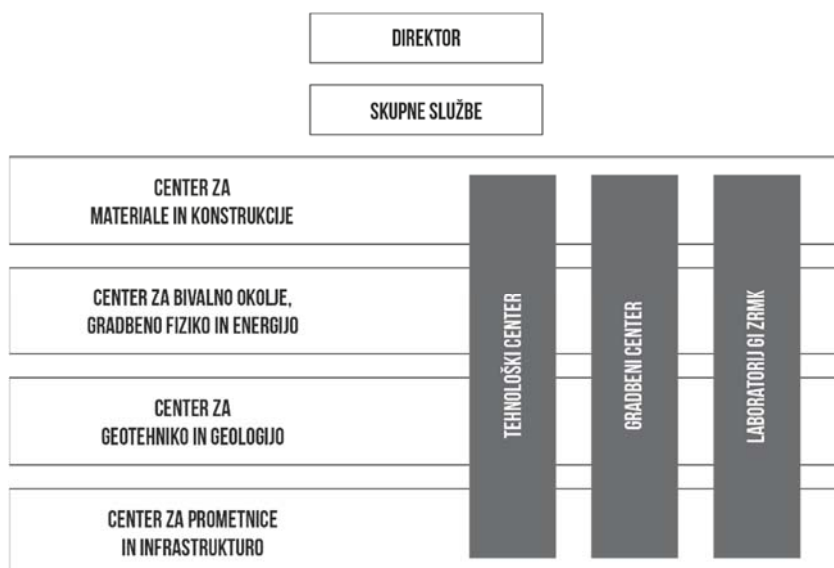 DIREKTOR
SKUPNE SLUŽBE
CENTER ZA
MATERIALE IN KONSTRUKCIJE
CENTER ZA BIVALNO OKOLJE,
GRADBENO FIZIKO IN ENERGIJO
CENTER ZA
GEOTEHNIKO IN GEOLOGIJO
CENTER ZA PROMETNICE
IN INFRASTRUKTURO
TEHNOLOŠKI CENTER
GRADBENI CENTER
LABORATORIJ GI ZRMK